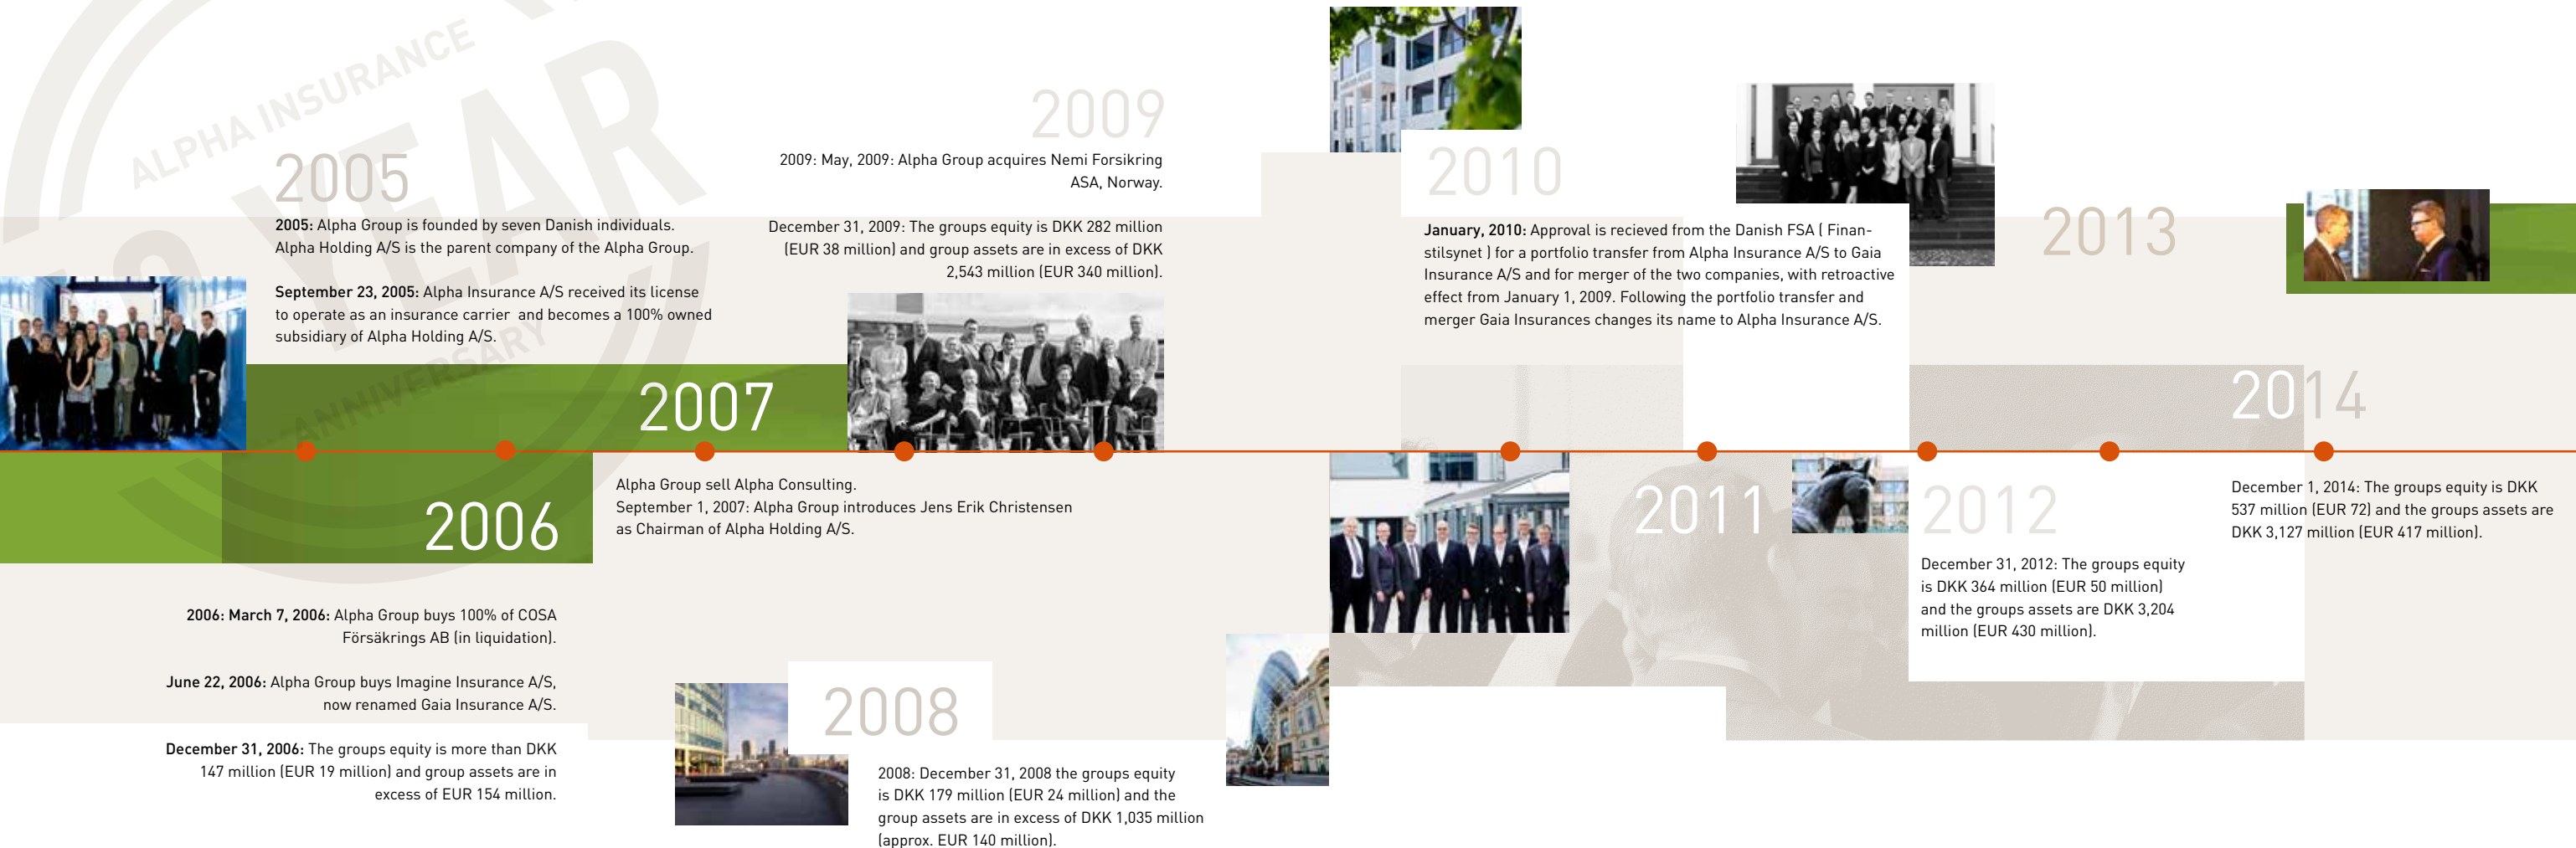 ALPHA INSURANCE
YEAR
ANNIVERSARY
2005
2005: Alpha Group is founded by seven Danish individuals.
Alpha Holding A/S is the parent company of the Alpha Group.
September 23, 2005: Alpha Insurance A/S received its license
to operate as an insurance carrier and becomes a 100% owned
subsidiary of Alpha Holding A/S.
2006
2006: March 7, 2006: Alpha Group buys 100% of COSA
Försäkrings AB (in liquidation).
June 22, 2006: Alpha Group buys Imagine Insurance A/S,
now renamed Gaia Insurance A/S.
December 31, 2006: The groups equity is more than DKK
147 million (EUR 19 million) and group assets are in
excess of EUR 154 million.
2007
Alpha Group sell Alpha Consulting.
September 1, 2007: Alpha Group introduces Jens Erik Christensen
as Chairman of Alpha Holding A/S.
2008
2008: December 31, 2008 the groups equity
is DKK 179 million (EUR 24 million) and the
group assets are in excess of DKK 1,035 million
(approx. EUR 140 million).
2009
2009: May, 2009: Alpha Group acquires Nemi Forsikring
ASA, Norway.
December 31, 2009: The groups equity is DKK 282 million
(EUR 38 million) and group assets are in excess of DKK
2,543 million (EUR 340 million).
2010
January, 2010: Approval is recieved from the Danish FSA ( Finan-
stilsynet ) for a portfolio transfer from Alpha Insurance A/S to Gaia
Insurance A/S and for merger of the two companies, with retroactive
effect from January 1, 2009. Following the portfolio transfer and
merger Gaia Insurances changes its name to Alpha Insurance A/S.
2011
2012
December 31, 2012: The groups equity
is DKK 364 million (EUR 50 million)
and the groups assets are DKK 3,204
million (EUR 430 million).
2013
2014
December 1, 2014: The groups equity is DKK
537 million (EUR 72) and the groups assets are
DKK 3,127 million (EUR 417 million).